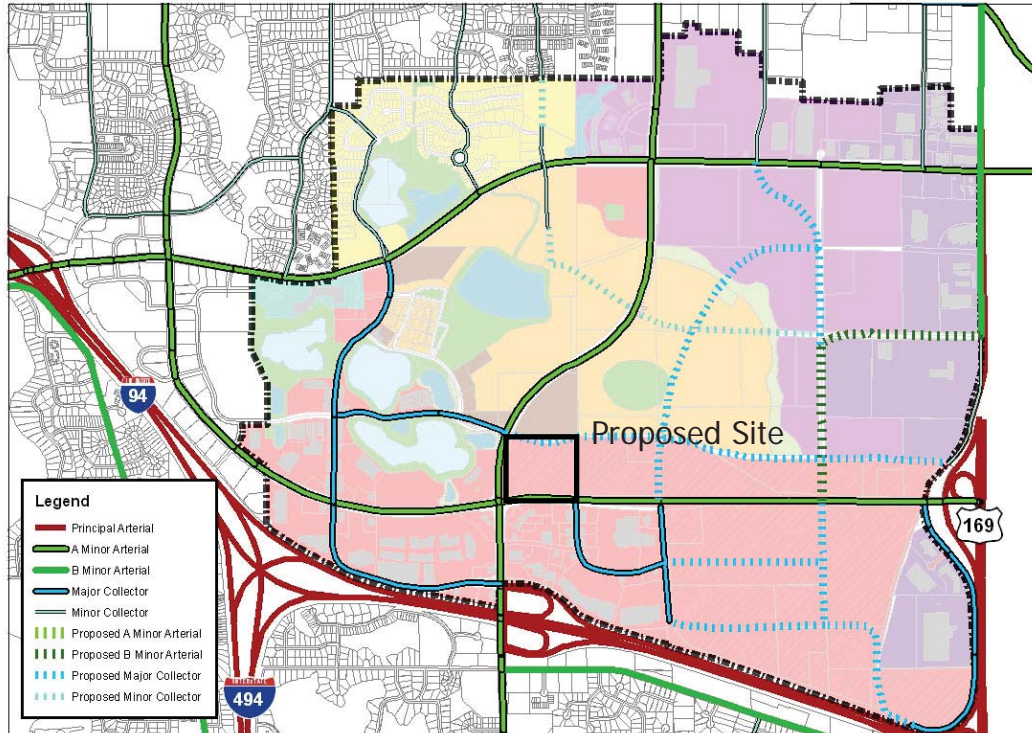 Proposed Site
94
169
INTERSTATE
494
Legend
Principal Arterial
A Minor Arterial
B Minor Arterial
Major Collector
Minor Collector
Proposed A Minor Arterial
Proposed B Minor Arterial
Proposed Major Collector
Proposed Minor Collector